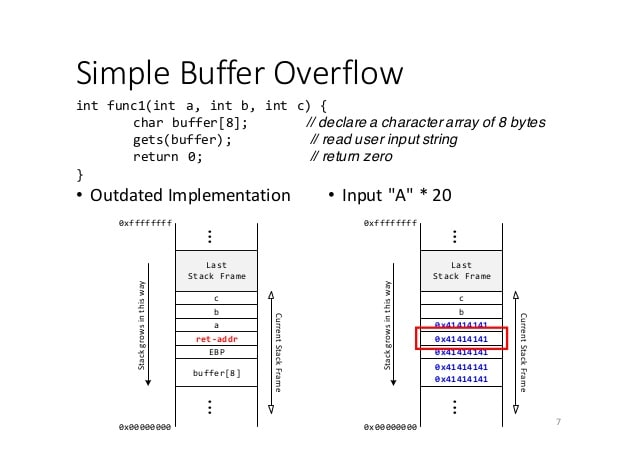 Simple Buffer Overflow
int func1(int a, int b, int c) {
char buffer[8]; // declare a character array of 8 bytes
gets(buffer); // read user input string
return 0; // return zero
}
• Outdated Implementation
0xffffffff
Last
Stack Frame
c
b
a
ret-addr
EBP
buffer[8]
0x00000000
Stack grows in this way
Current Stack Frame
• Input "A" * 20
0xffffffff
Last
Stack Frame
c
b
0x41414141
0x41414141
0x41414141
0x41414141
0x41414141
0x00000000
Stack grows in this way
Current Stack Frame
7